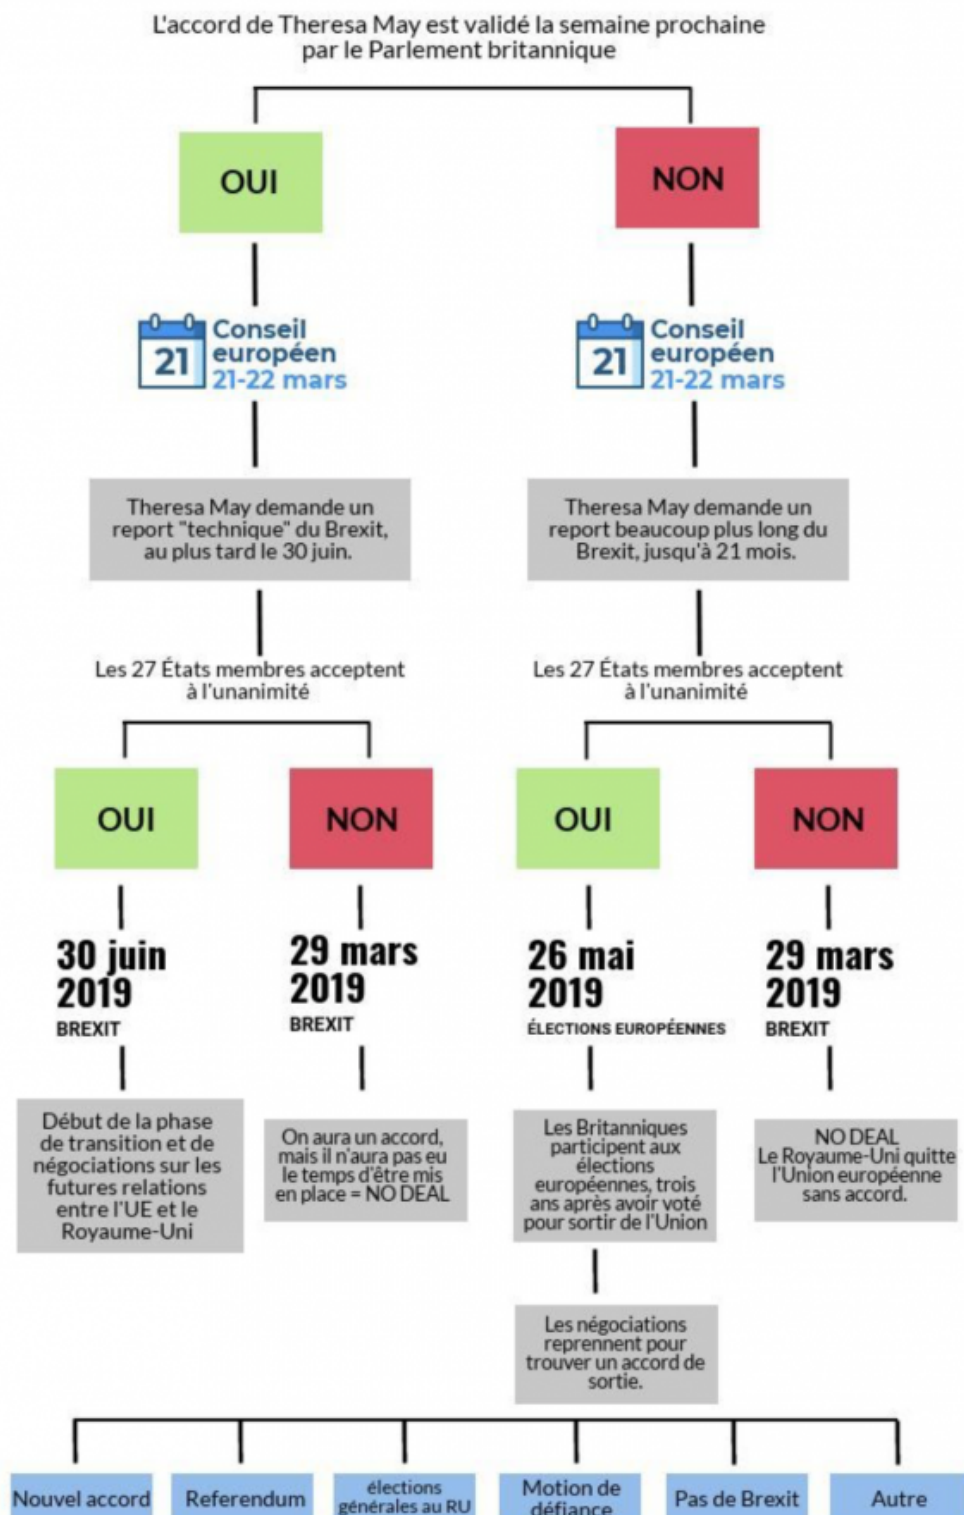 L'accord de Theresa May est validé la semaine prochaine
par le Parlement britannique
OUI
NON
21
Conseil
européen
21-22 mars
21
Conseil
européen
21-22 mars
Theresa May demande un
report "technique" du Brexit,
au plus tard le 30 juin.
Theresa May demande un
report beaucoup plus long du
Brexit, jusqu'à 21 mois.
Les 27 États membres acceptent
à l'unanimité
Les 27 États membres acceptent
à l'unanimité
OUI
NON
OUI
NON
30 juin
2019
BREXIT
29 mars
2019
BREXIT
26 mai
2019
ÉLECTIONS EUROPÉENNES
29 mars
2019
BREXIT
Début de la phase
de transition et de
négociations sur les
futures relations
entre l'UE et le
Royaume-Uni
On aura un accord,
mais il n'aura pas eu
le temps d'être mis
en place = NO DEAL
Les Britanniques
participent aux
élections
européennes, trois
ans après avoir voté
pour sortir de l'Union
NO DEAL
Le Royaume-Uni quitte
l'Union européenne
sans accord.
Les négociations
reprennent pour
trouver un accord de
sortie.
Nouvel accord
Referendum
élections
générales au RU
Motion de
défiance
Pas de Brexit
Autre